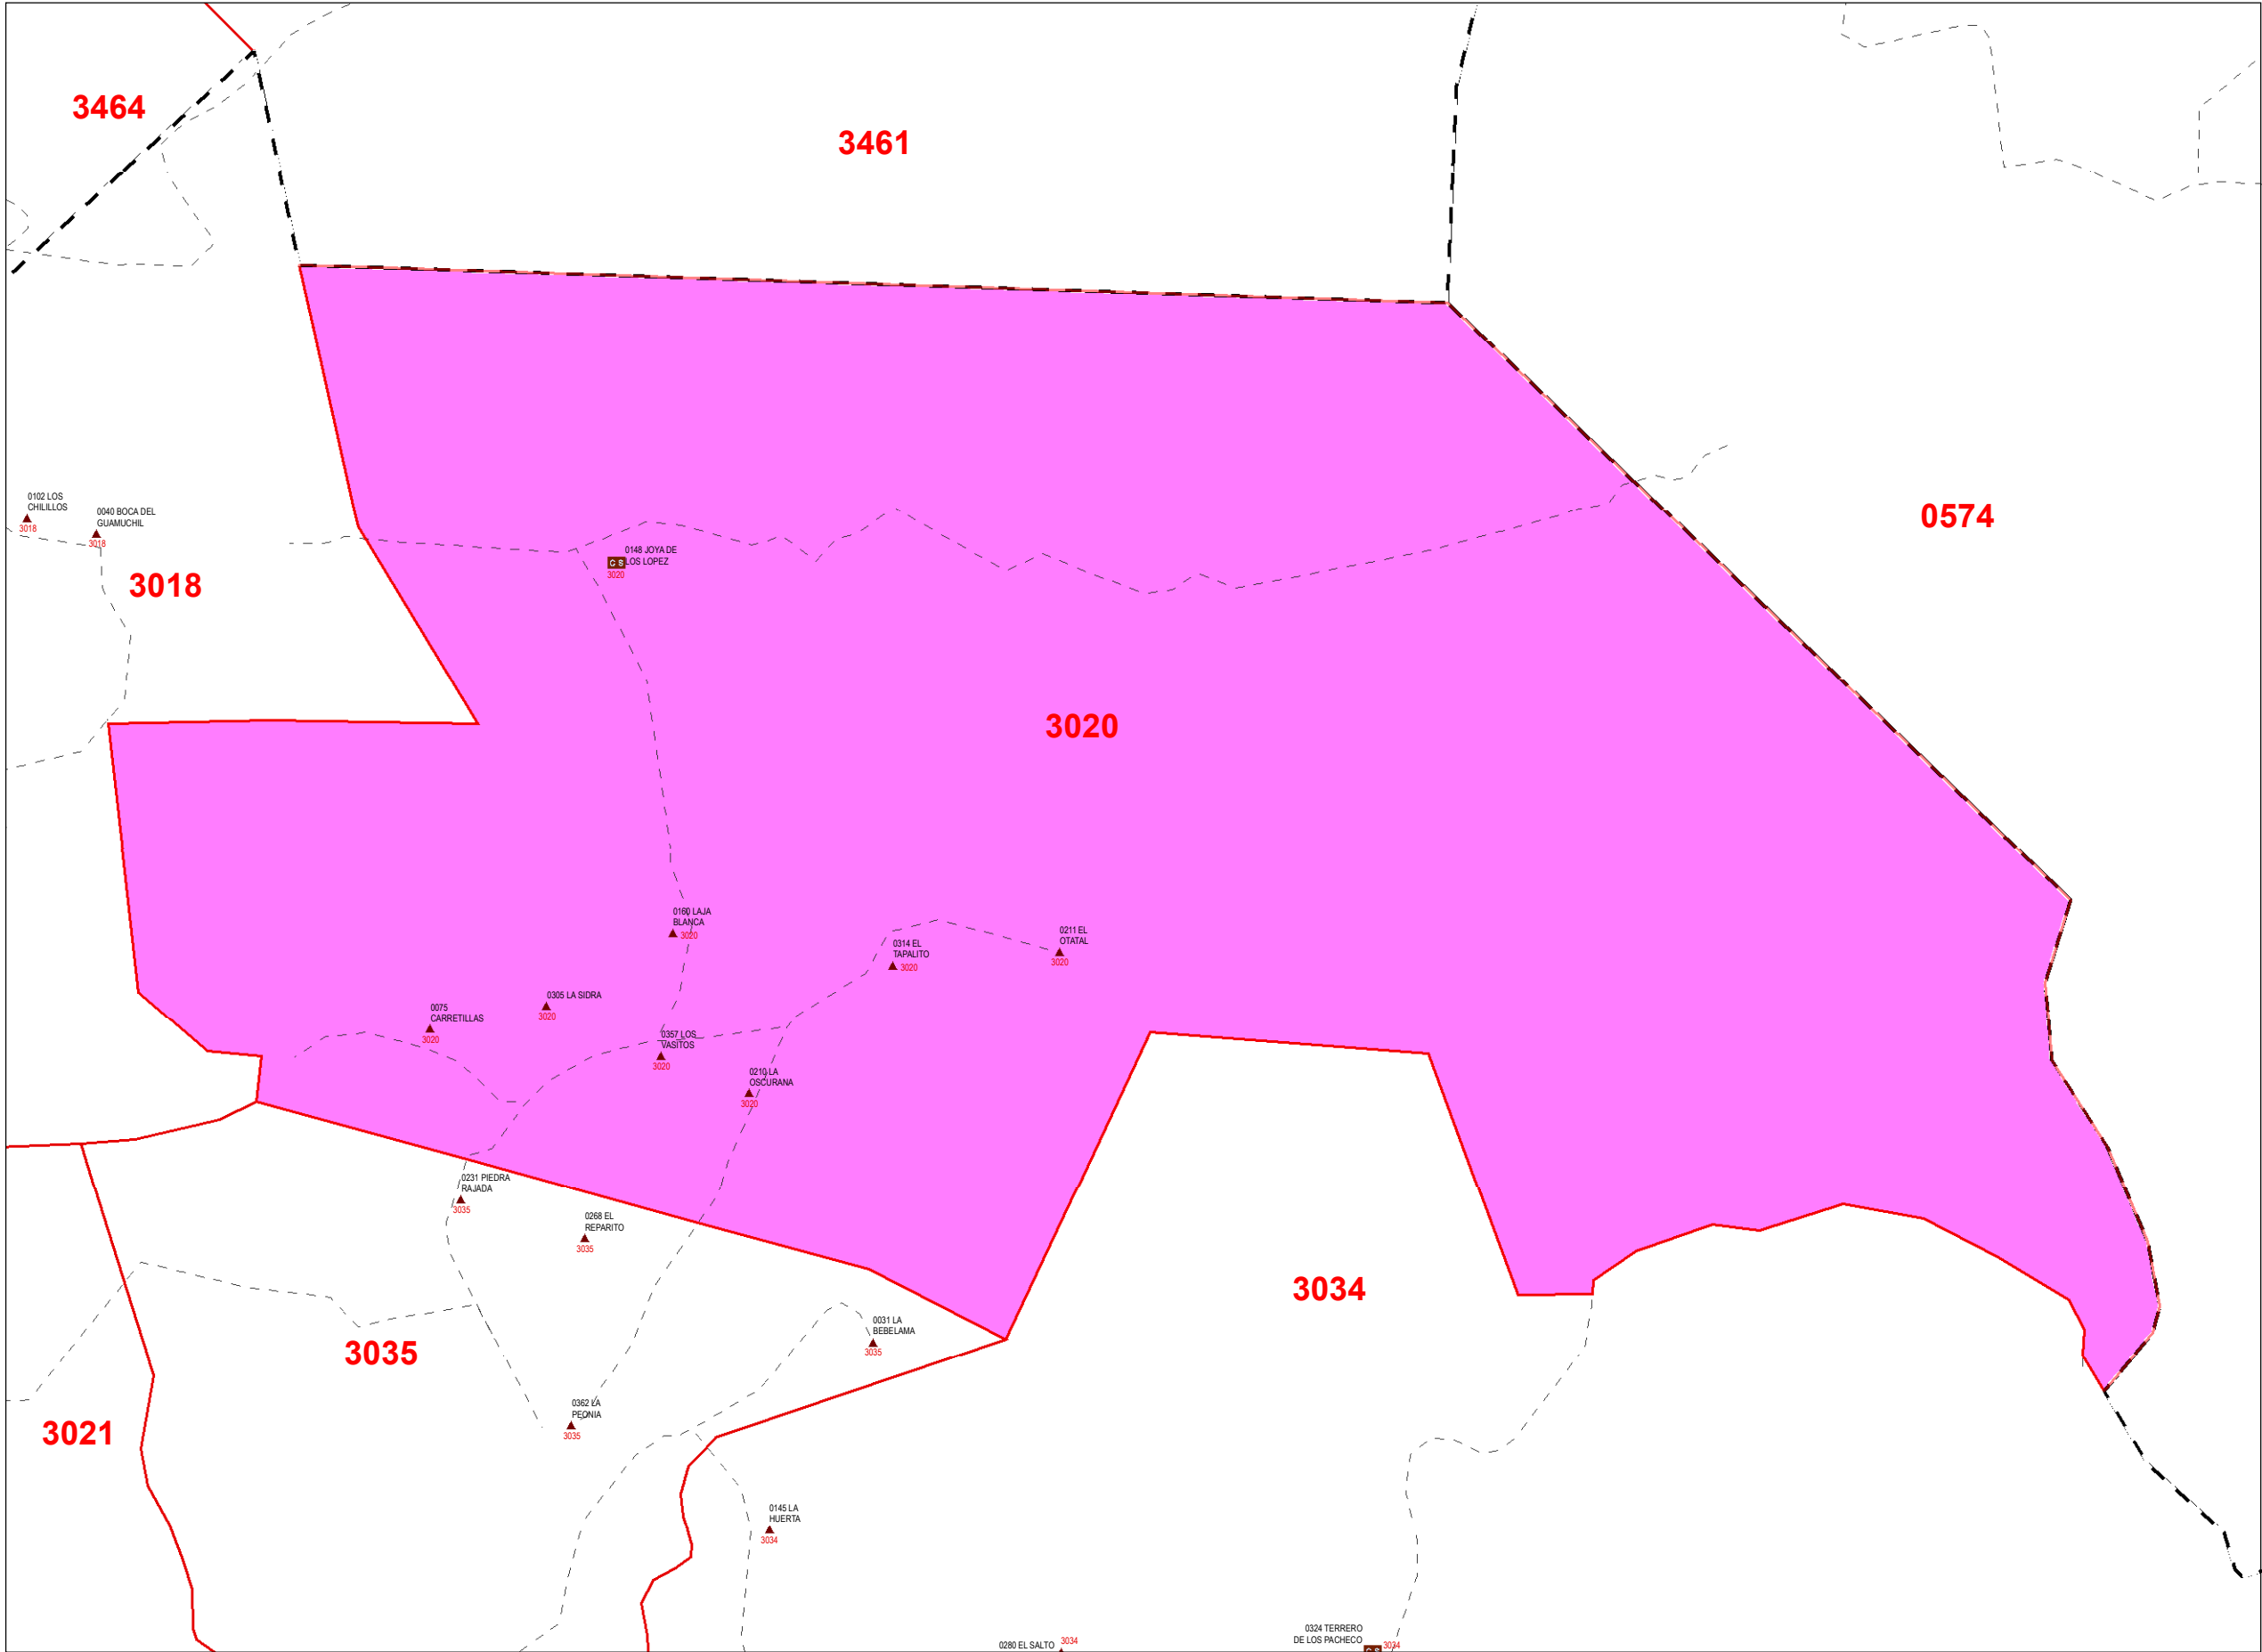 3464
3461
0102 LOS
CHILILLOS
3018
0040 BOCA DEL
GUAMUCHIL
3018
3018
0574
0148 JOYA DE
LOS LOPEZ
C S
3020
3020
0160 LAJA
BLANCA
3020
0314 EL
TAPALITO
3020
0211 EL
OTATAL
3020
0305 LA SIDRA
3020
0075
CARRETILLAS
3020
0357 LOS
VASITOS
3020
0210 LA
OSCURANA
3020
0231 PIEDRA
RAJADA
3035
0268 EL
REPARITO
3035
3034
0031 LA
BEBELAMA
3035
3035
0362 LA
PEONIA
3035
3021
0145 LA
HUERTA
3034
0280 EL SALTO
3034
0324 TERRERO
DE LOS PACHECO
C S
3034